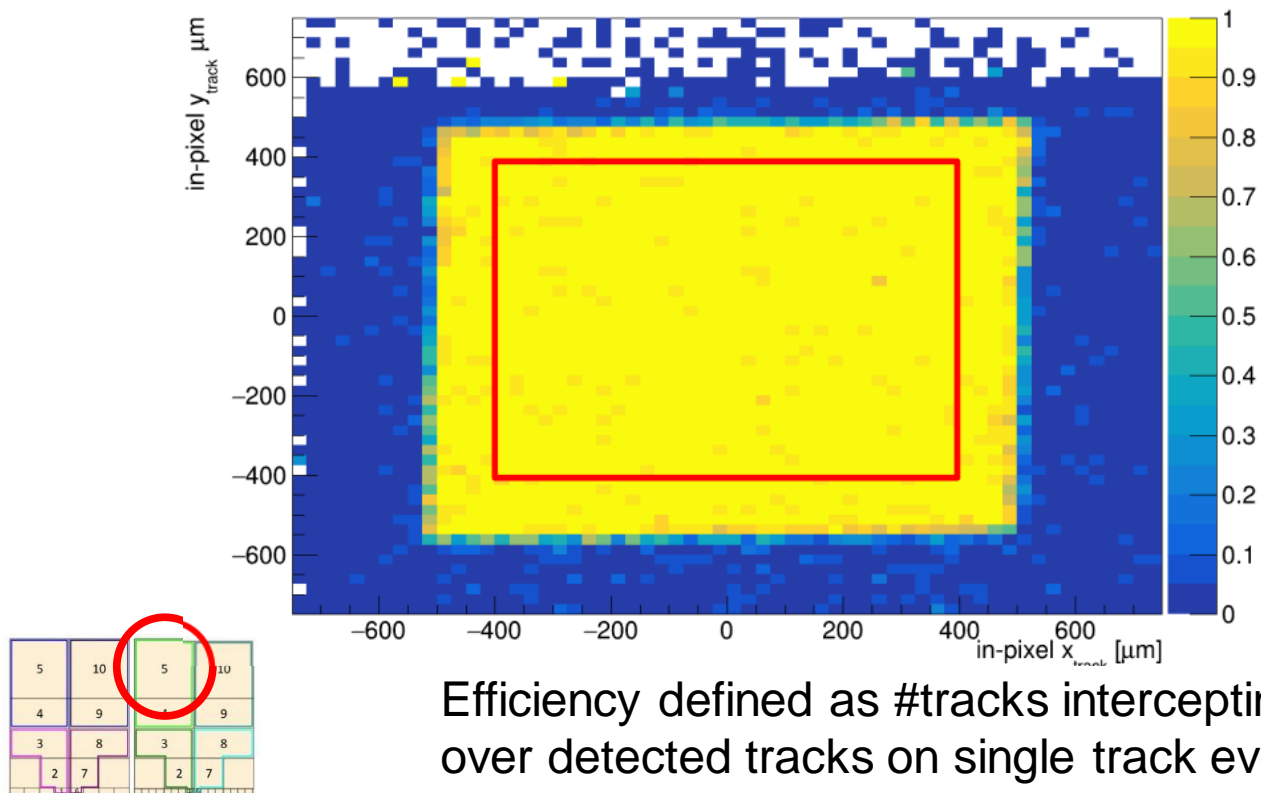 in-pixel y_track μm
1
0.9
0.8
0.7
0.6
0.5
0.4
0.3
0.2
0.1
0
600
400
200
0
−200
−400
−600
−600 −400 −200 0 200 400 600
in-pixel x_track [μm]
5 10 5 10
4 9 4 9
3 8 3 8
2 7 2 7
Efficiency defined as #tracks
over detected tracks on single track